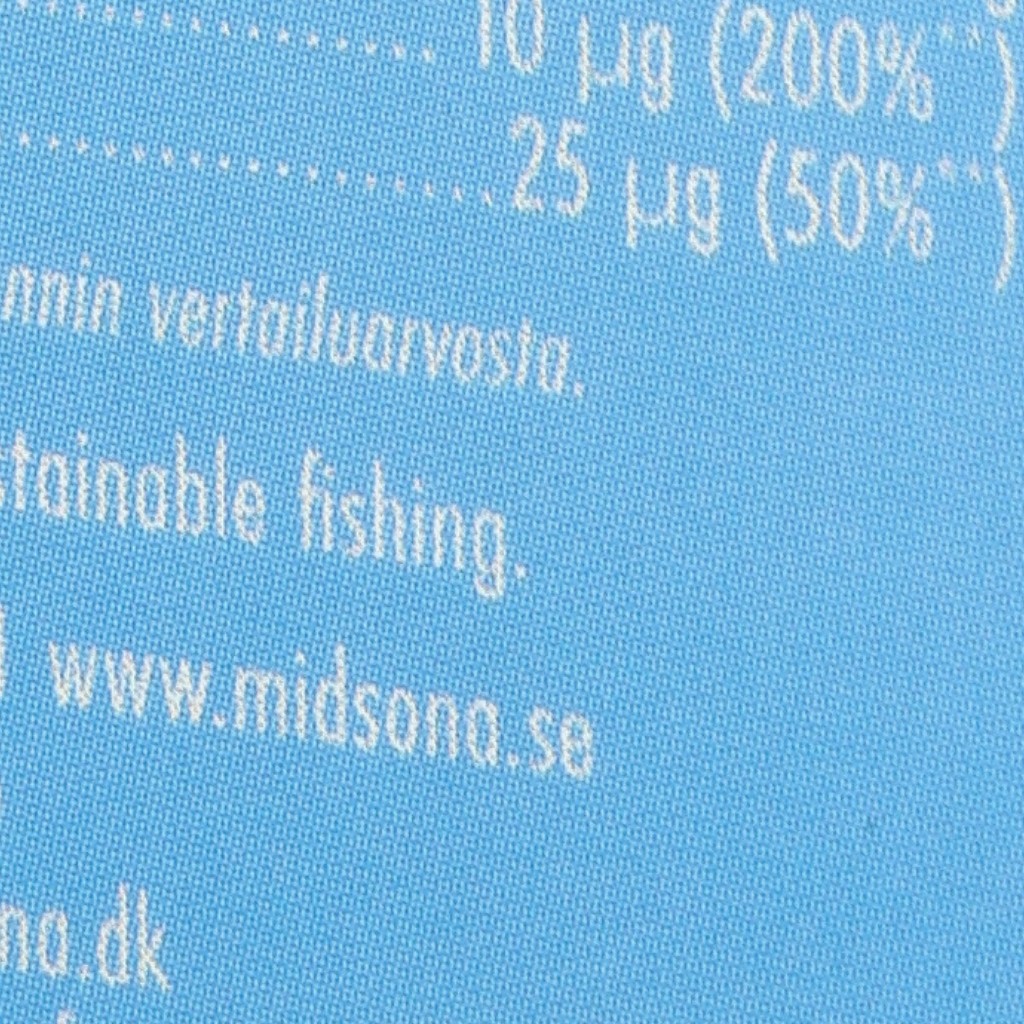 .............. 10 µg (200%**)
................25 µg (50%**)
nnin vertailuarvosta.
stainable fishing.
www.midsona.se
na.dk